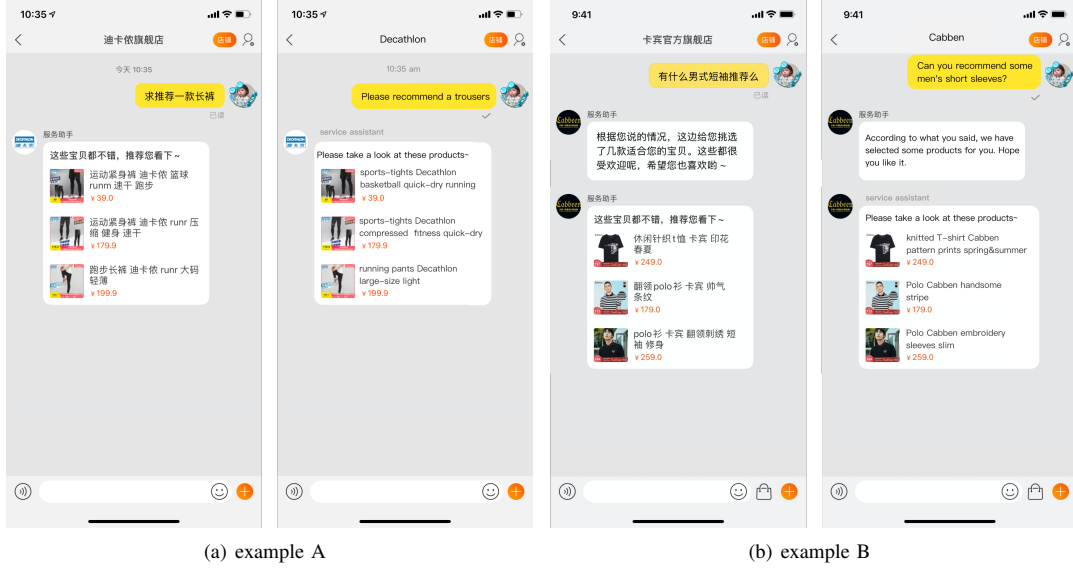 10:35
迪卡侬旗舰店
店铺
今天 10:35
求推荐一款长裤
已读
DECATHLON
服务助手
这些宝贝都不错，推荐您看下~
运动紧身裤 迪卡侬 篮球
runm 速干 跑步
¥39.0
运动紧身裤 迪卡侬 runr 压
缩 健身 速干
¥179.9
跑步长裤 迪卡侬 runr 大码
轻薄
¥199.9
10:35
Decathlon
店铺
10:35 am
Please recommend a trousers
DECATHLON
service assistant
Please take a look at these products~
sports-tights Decathlon
basketball quick-dry running
¥39.0
sports-tights Decathlon
compressed fitness quick-dry
¥179.9
running pants Decathlon
large-size light
¥199.9
(a) example A
9:41
卡宾官方旗舰店
店铺
有什么男式短袖推荐么
已读
Cabbeen
服务助手
根据您说的情况，这边给您挑选
了几款适合您的宝贝。这些都很
受欢迎呢，希望您也喜欢哟~
Cabbeen
服务助手
这些宝贝都不错，推荐您看下~
休闲针织t恤 卡宾 印花
春夏
¥249.0
翻领polo衫 卡宾 帅气
条纹
¥179.0
polo衫 卡宾 翻领刺绣 短
袖 修身
¥259.0
9:41
Cabben
店铺
Can you recommend some
men's short sleeves?
Cabbeen
服务助手
According to what you said, we have
selected some products for you. Hope
you like it.
Cabbeen
service assistant
Please take a look at these products~
knitted T-shirt Cabben
pattern prints spring&summer
¥249.0
Polo Cabben handsome
stripe
¥179.0
Polo Cabben embroidery
sleeves slim
¥259.0
(b) example B